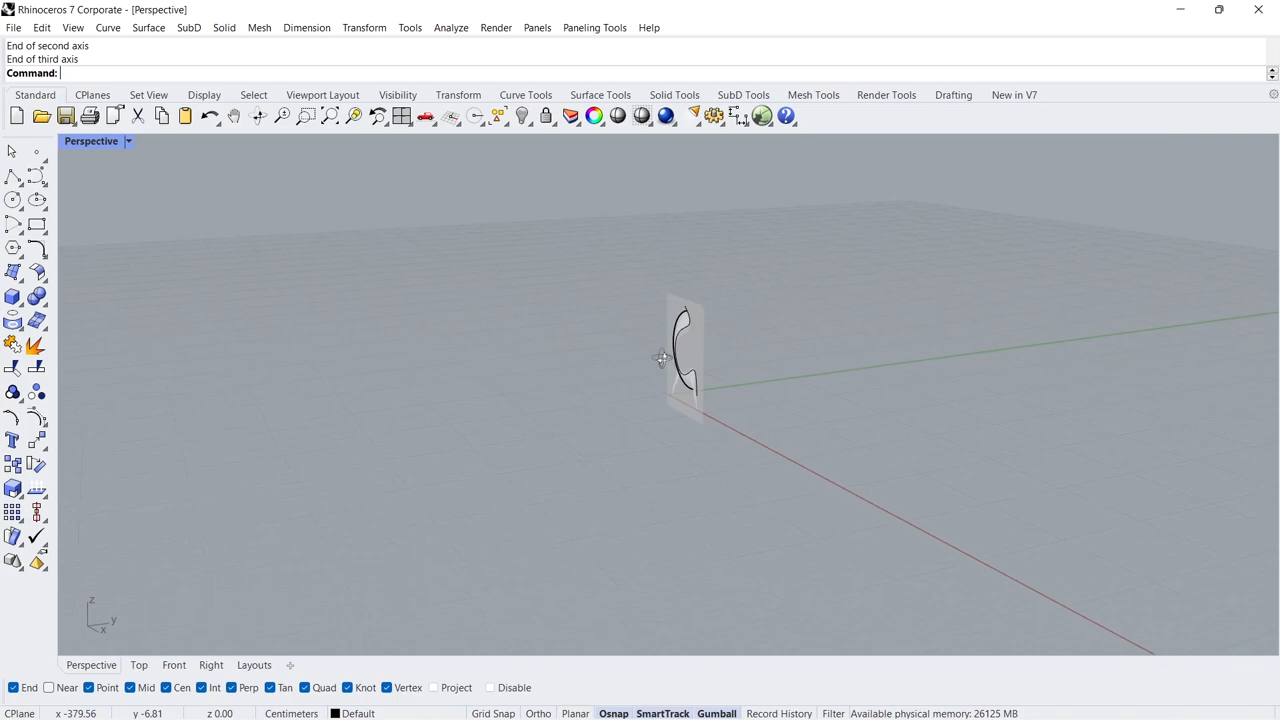 Rhinoceros 7 Corporate - [Perspective]
File Edit View Curve Surface SubD Solid Mesh Dimension Transform Tools Analyze Render Panels Paneling Tools Help
End of second axis
End of third axis
Command:
Standard CPlanes Set View Display Select Viewport Layout Visibility Transform Curve Tools Surface Tools Solid Tools SubD Tools Mesh Tools Render Tools Drafting New in V7
Perspective
z
y
x
Perspective Top Front Right Layouts
End Near Point Mid Cen Int Perp Tan Quad Knot Vertex Project Disable
CPlane x -379.56 y -6.81 z 0.00 Centimeters Default Grid Snap Ortho Planar Osnap SmartTrack Gumball Record History Filter Available physical memory: 26125 MB